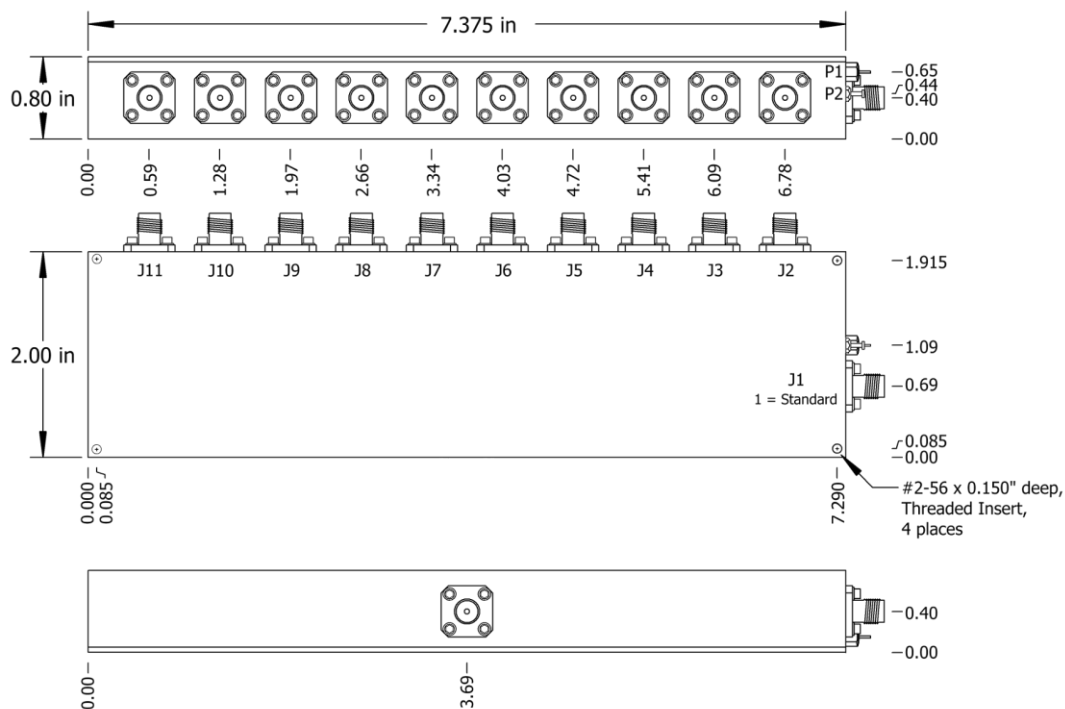 7.375 in
0.80 in
P1
P2
0.65
0.44
0.40
0.00
0.00
0.59
1.28
1.97
2.66
3.34
4.03
4.72
5.41
6.09
6.78
J11
J10
J9
J8
J7
J6
J5
J4
J3
J2
2.00 in
1.915
1.09
J1
0.69
1 = Standard
0.085
0.00
0.000
0.085
7.290
#2-56 x 0.150" deep,
Threaded Insert,
4 places
0.40
0.00
0.00
3.69